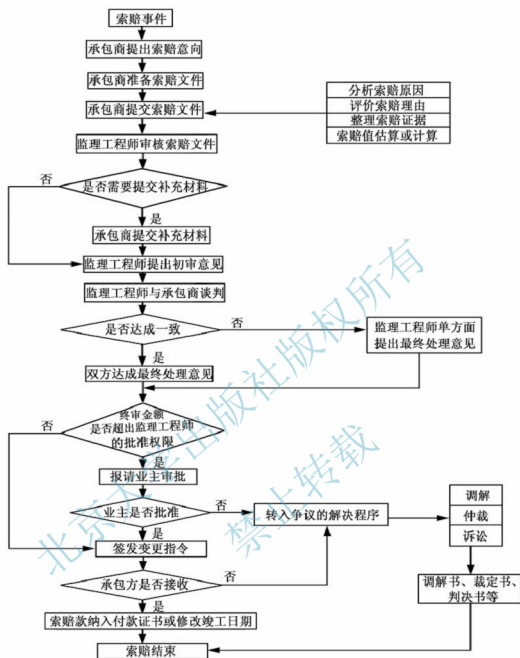 索赔事件
承包商提出索赔意向
承包商准备索赔文件
承包商提交索赔文件
分析索赔原因
评价索赔理由
整理索赔证据
索赔值估算或计算
监理工程师审核索赔文件
否
是否需要提交补充材料
是
承包商提交补充材料
监理工程师提出初审意见
监理工程师与承包商谈判
是否达成一致
否
监理工程师单方面
提出最终处理意见
是
双方达成最终处理意见
否
终审金额
是否超出监理工程师
的批准权限
是
报请业主审批
业主是否批准
否
转入争议的解决程序
调解
仲裁
诉讼
是
签发变更指令
承包方是否接收
否
调解书、裁定书、
判决书等
是
索赔款纳入付款证书或修改竣工日期
索赔结束
北京大学出版社版权所有
禁止转载